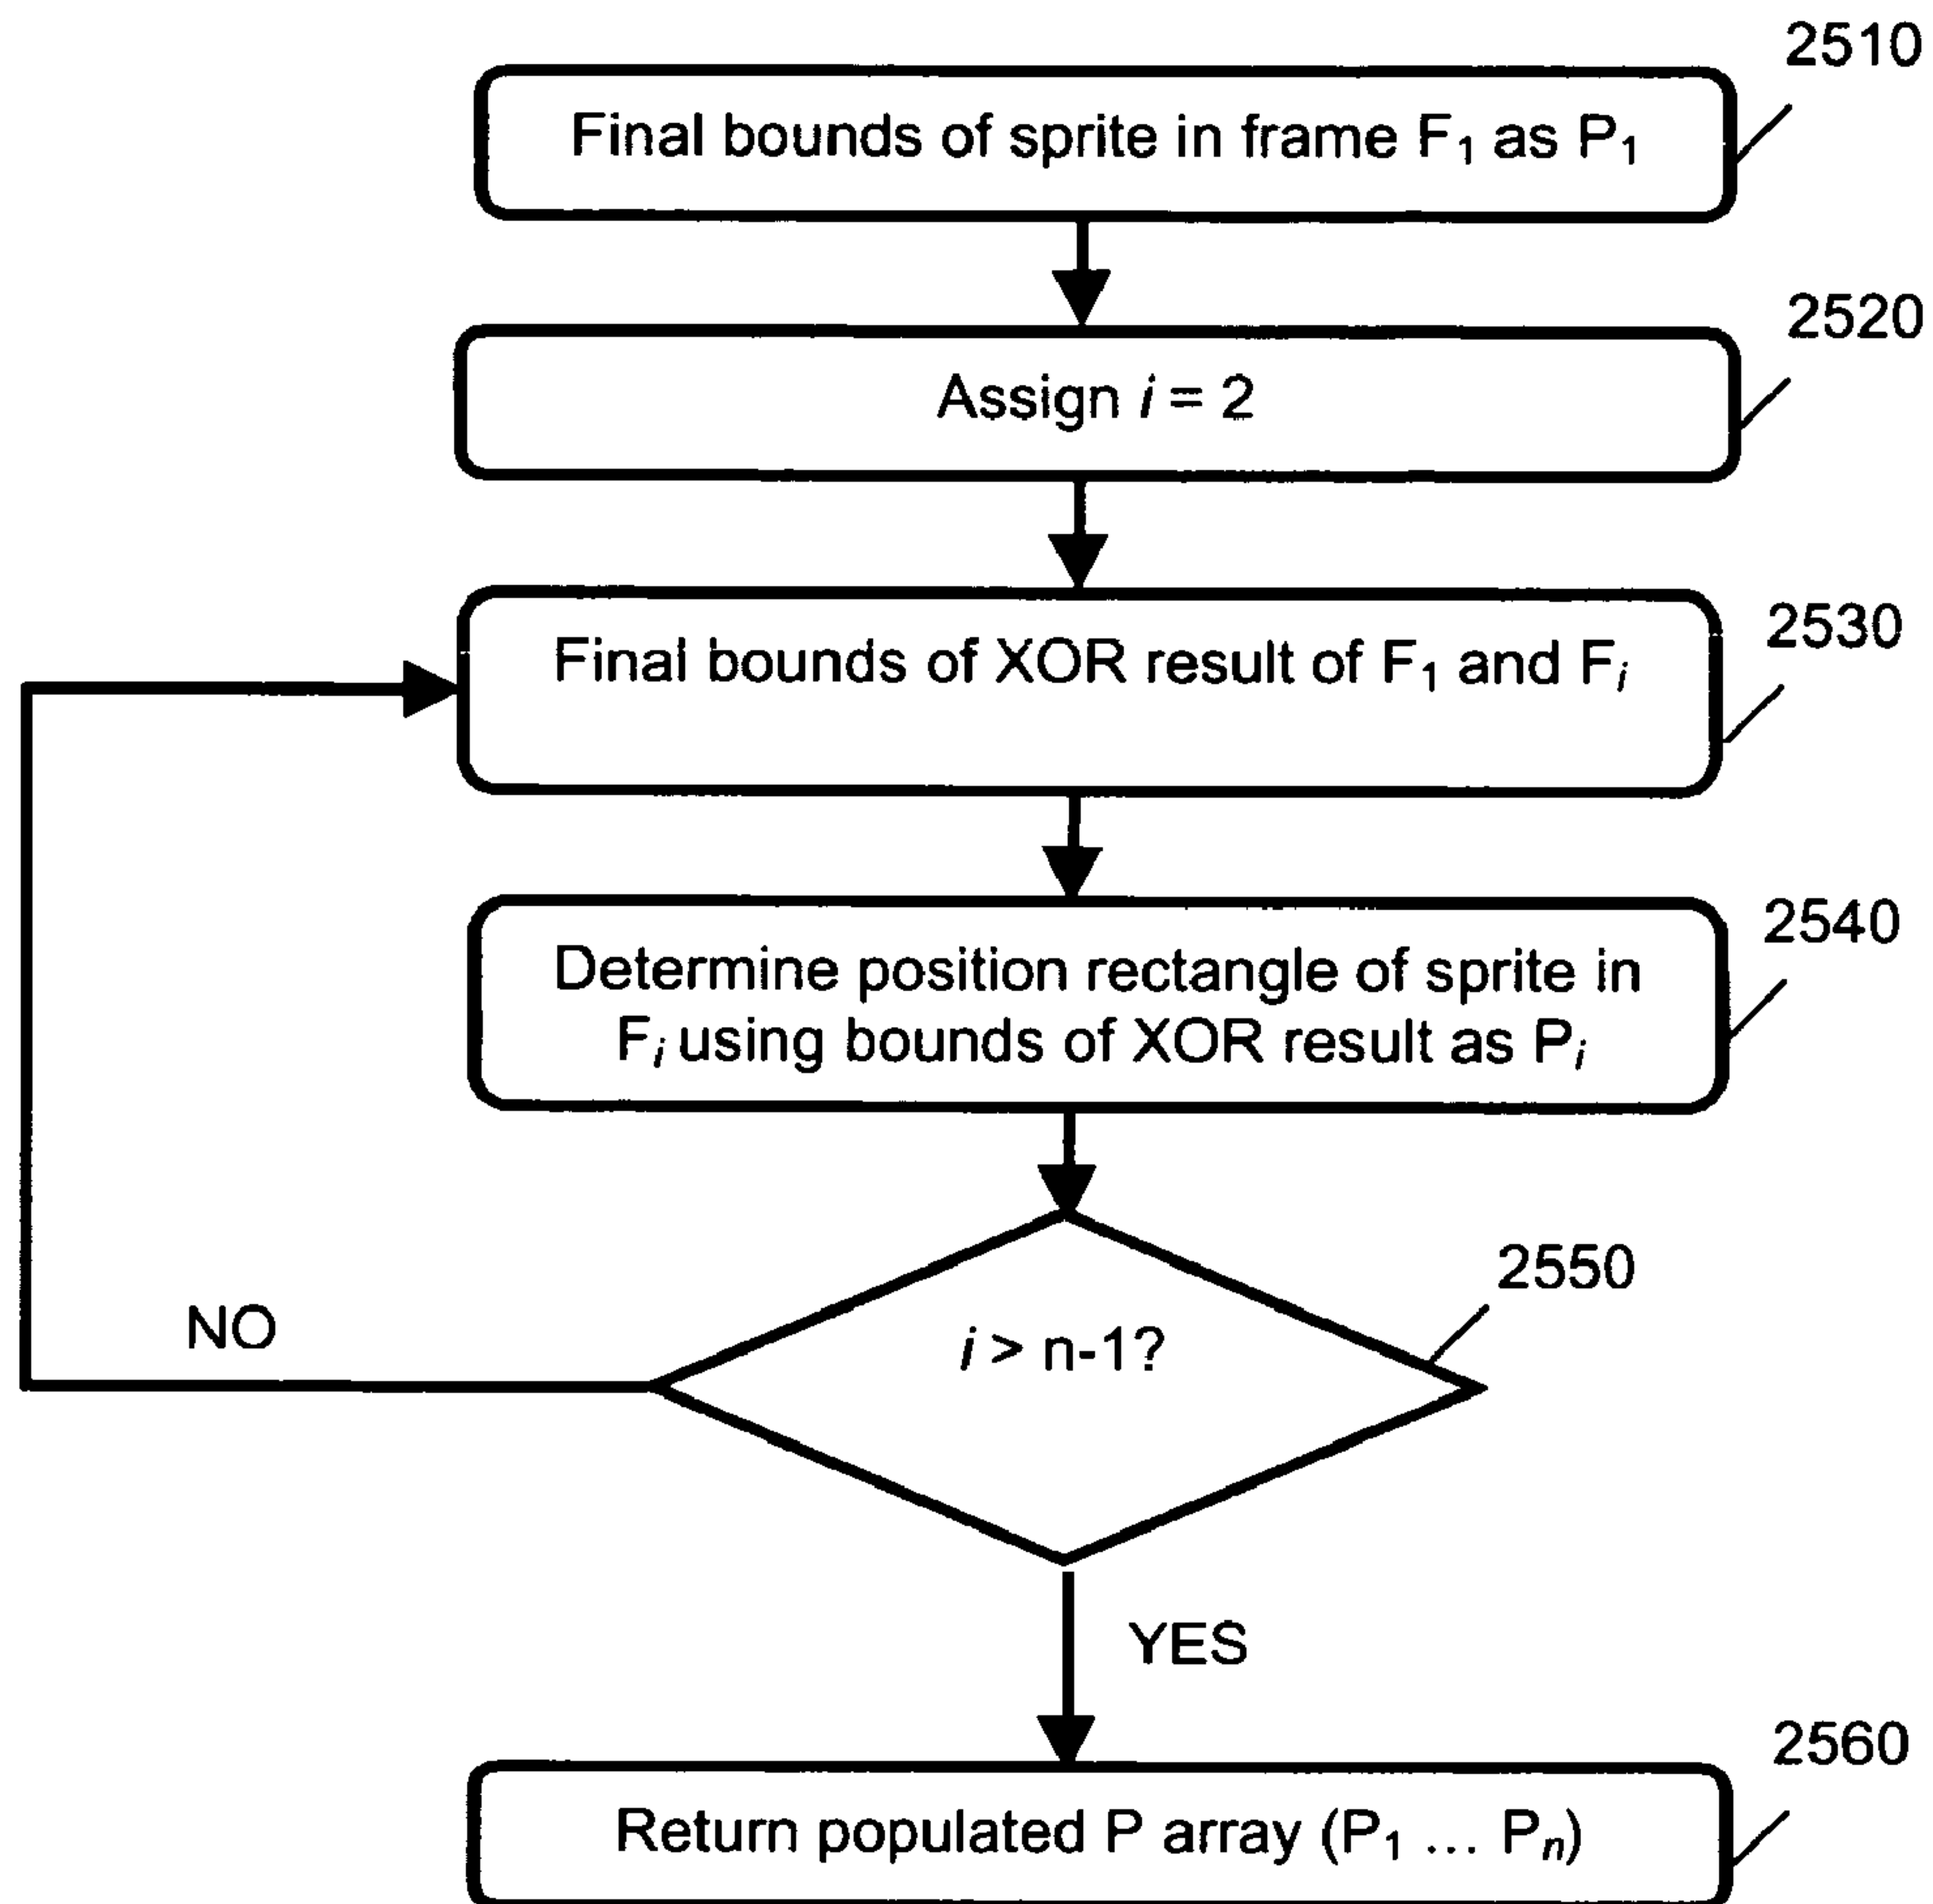 2510
Final bounds of sprite in frame F₁ as P₁
2520
Assign i = 2
2530
Final bounds of XOR result of F₁ and Fᵢ
2540
Determine position rectangle of sprite in
Fᵢ using bounds of XOR result as Pᵢ
2550
i > n-1?
NO
YES
2560
Return populated P array (P₁ ... Pₙ)